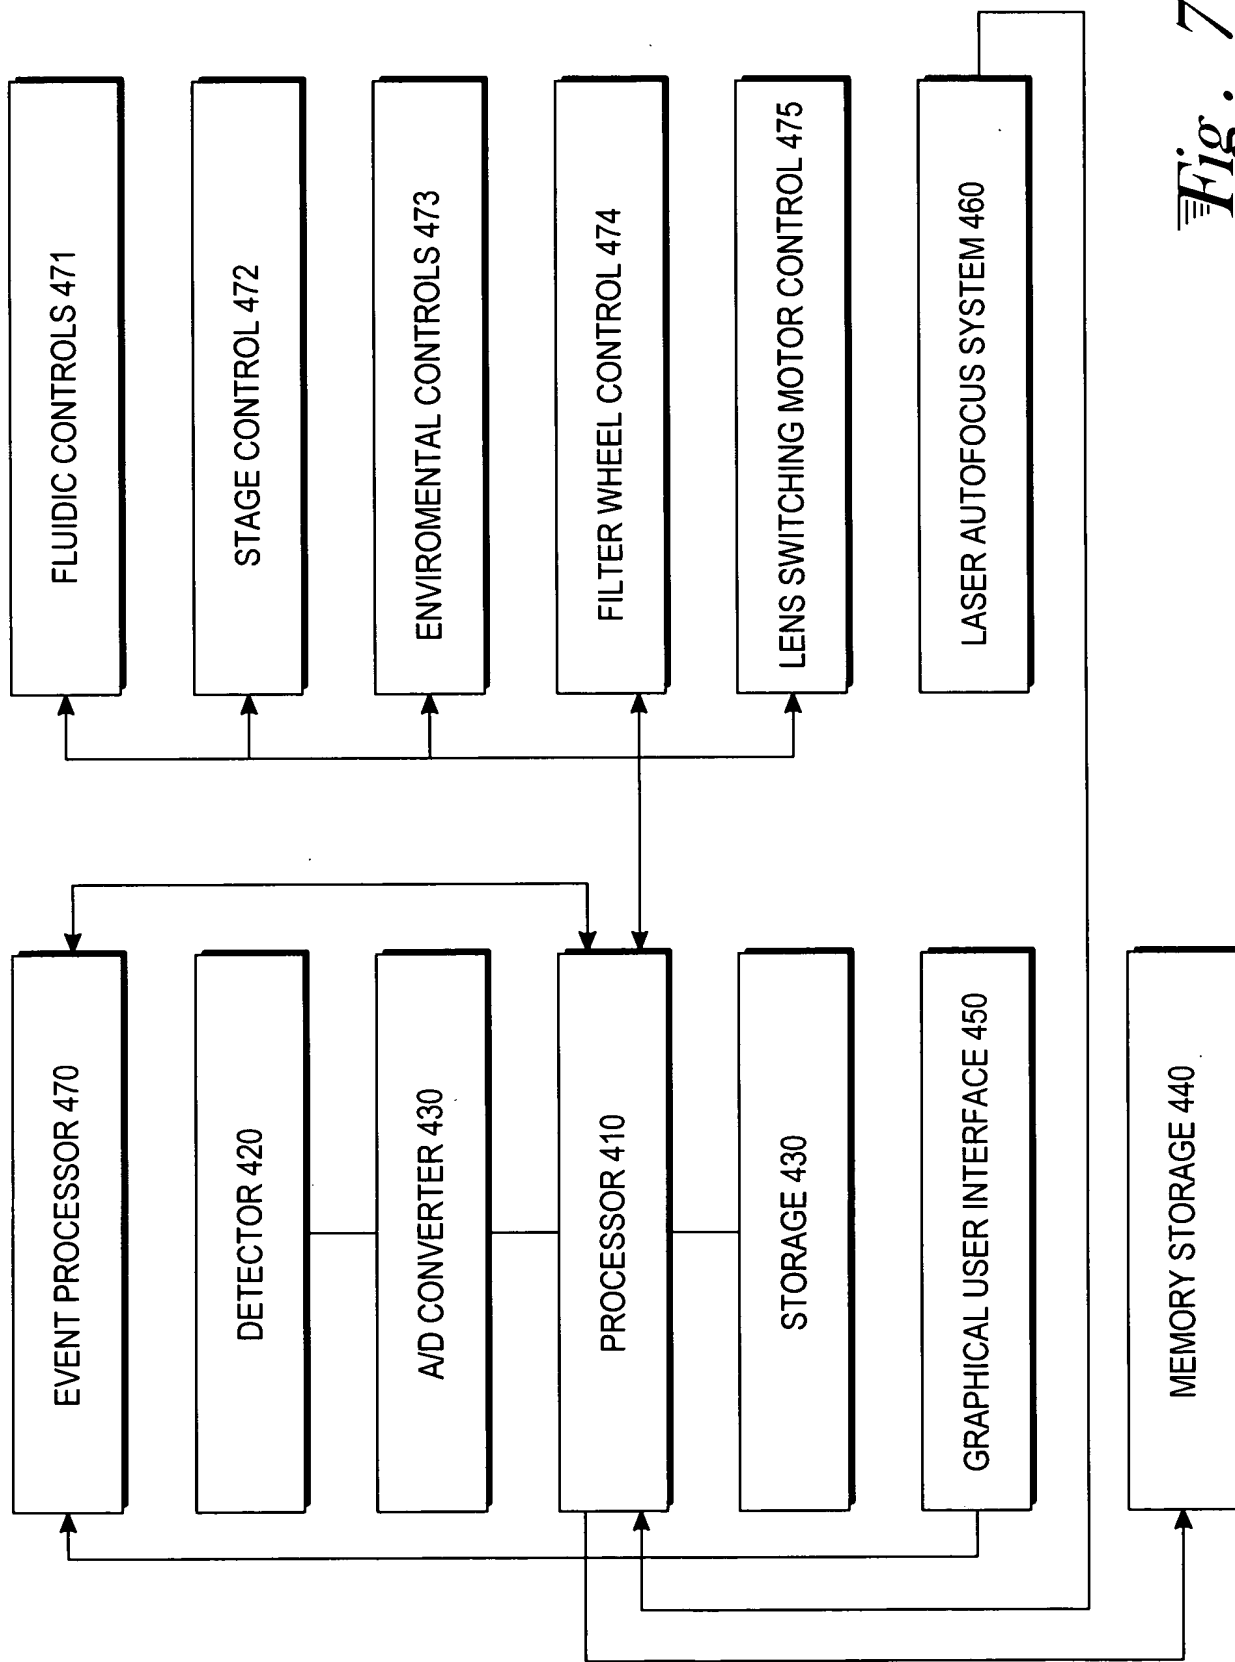 EVENT PROCESSOR 470
DETECTOR 420
A/D CONVERTER 430
PROCESSOR 410
STORAGE 430
GRAPHICAL USER INTERFACE 450
MEMORY STORAGE 440
FLUIDIC CONTROLS 471
STAGE CONTROL 472
ENVIROMENTAL CONTROLS 473
FILTER WHEEL CONTROL 474
LENS SWITCHING MOTOR CONTROL 475
LASER AUTOFOCUS SYSTEM 460
Fig. 7